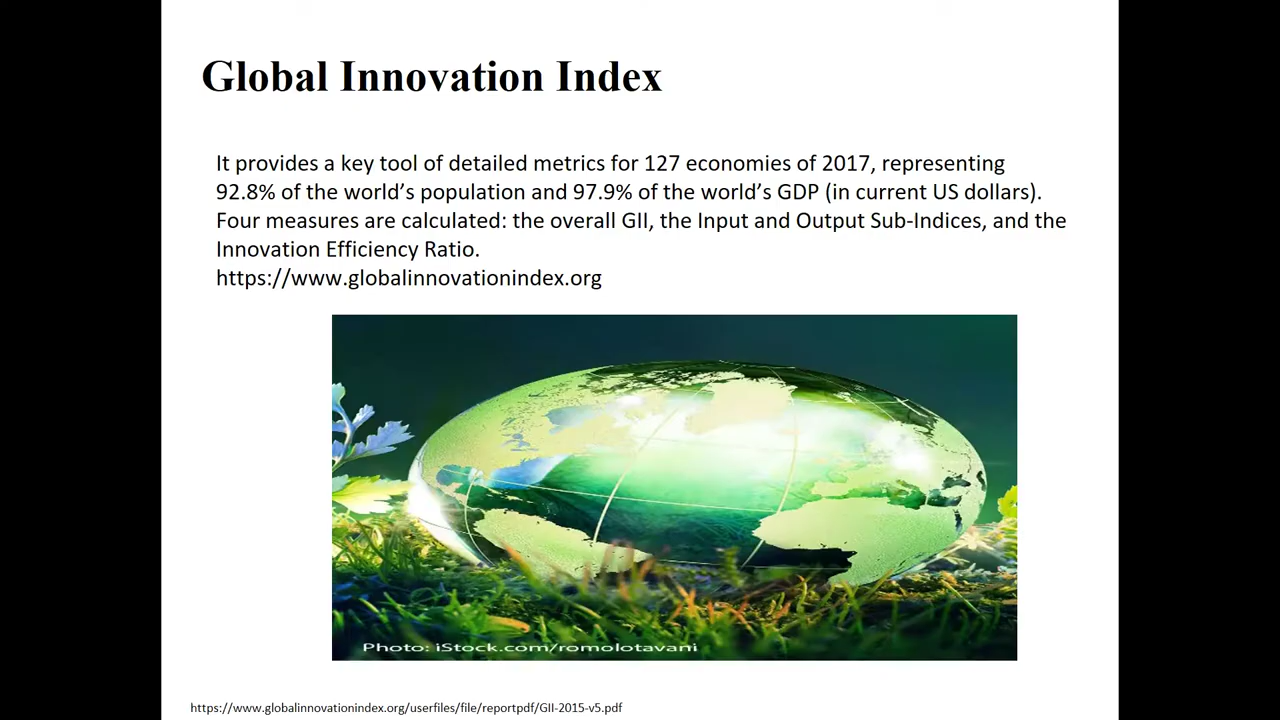 Global Innovation Index
It provides a key tool of detailed metrics for 127 economies of 2017, representing
92.8% of the world’s population and 97.9% of the world’s GDP (in current US dollars).
Four measures are calculated: the overall GII, the Input and Output Sub-Indices, and the
Innovation Efficiency Ratio.
https://www.globalinnovationindex.org
Photo: iStock.com/romolotavani
https://www.globalinnovationindex.org/userfiles/file/reportpdf/GII-2015-v5.pdf